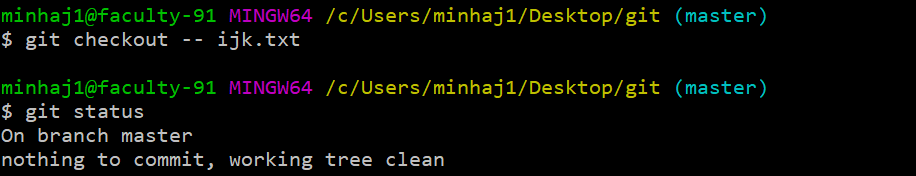 minhaj1@faculty-91 MINGW64 /c/Users/minhaj1/Desktop/git (master)
$ git checkout -- ijk.txt
minhaj1@faculty-91 MINGW64 /c/Users/minhaj1/Desktop/git (master)
$ git status
On branch master
nothing to commit, working tree clean